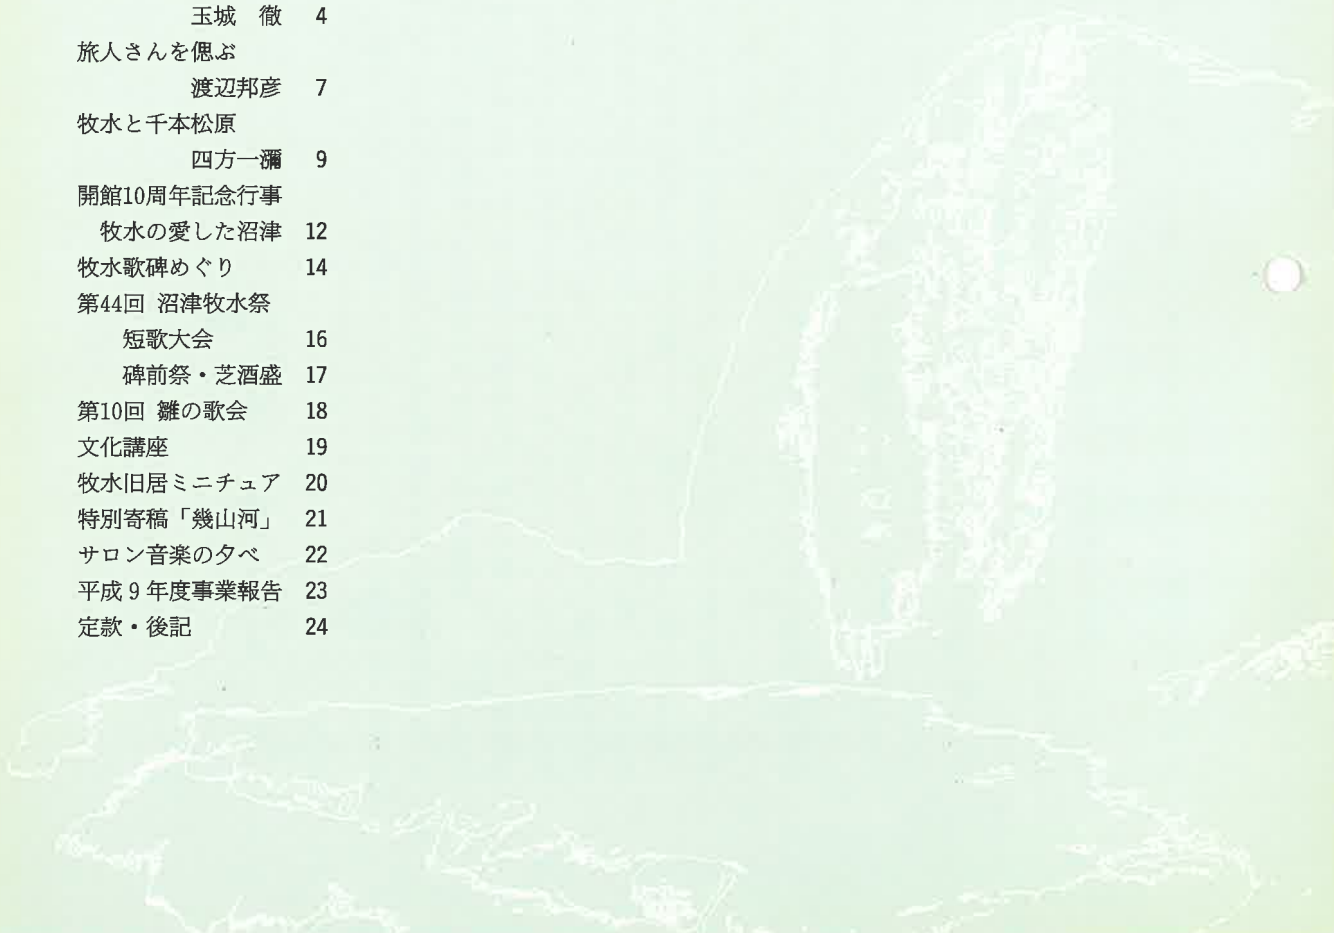 玉城　徹　4
旅人さんを偲ぶ
渡辺邦彦　7
牧水と千本松原
四方一瀰　9
開館10周年記念行事
牧水の愛した沼津　12
牧水歌碑めぐり　14
第44回 沼津牧水祭
短歌大会　16
碑前祭・芝酒盛　17
第10回 雛の歌会　18
文化講座　19
牧水旧居ミニチュア　20
特別寄稿「幾山河」　21
サロン音楽の夕べ　22
平成9年度事業報告　23
定款・後記　24